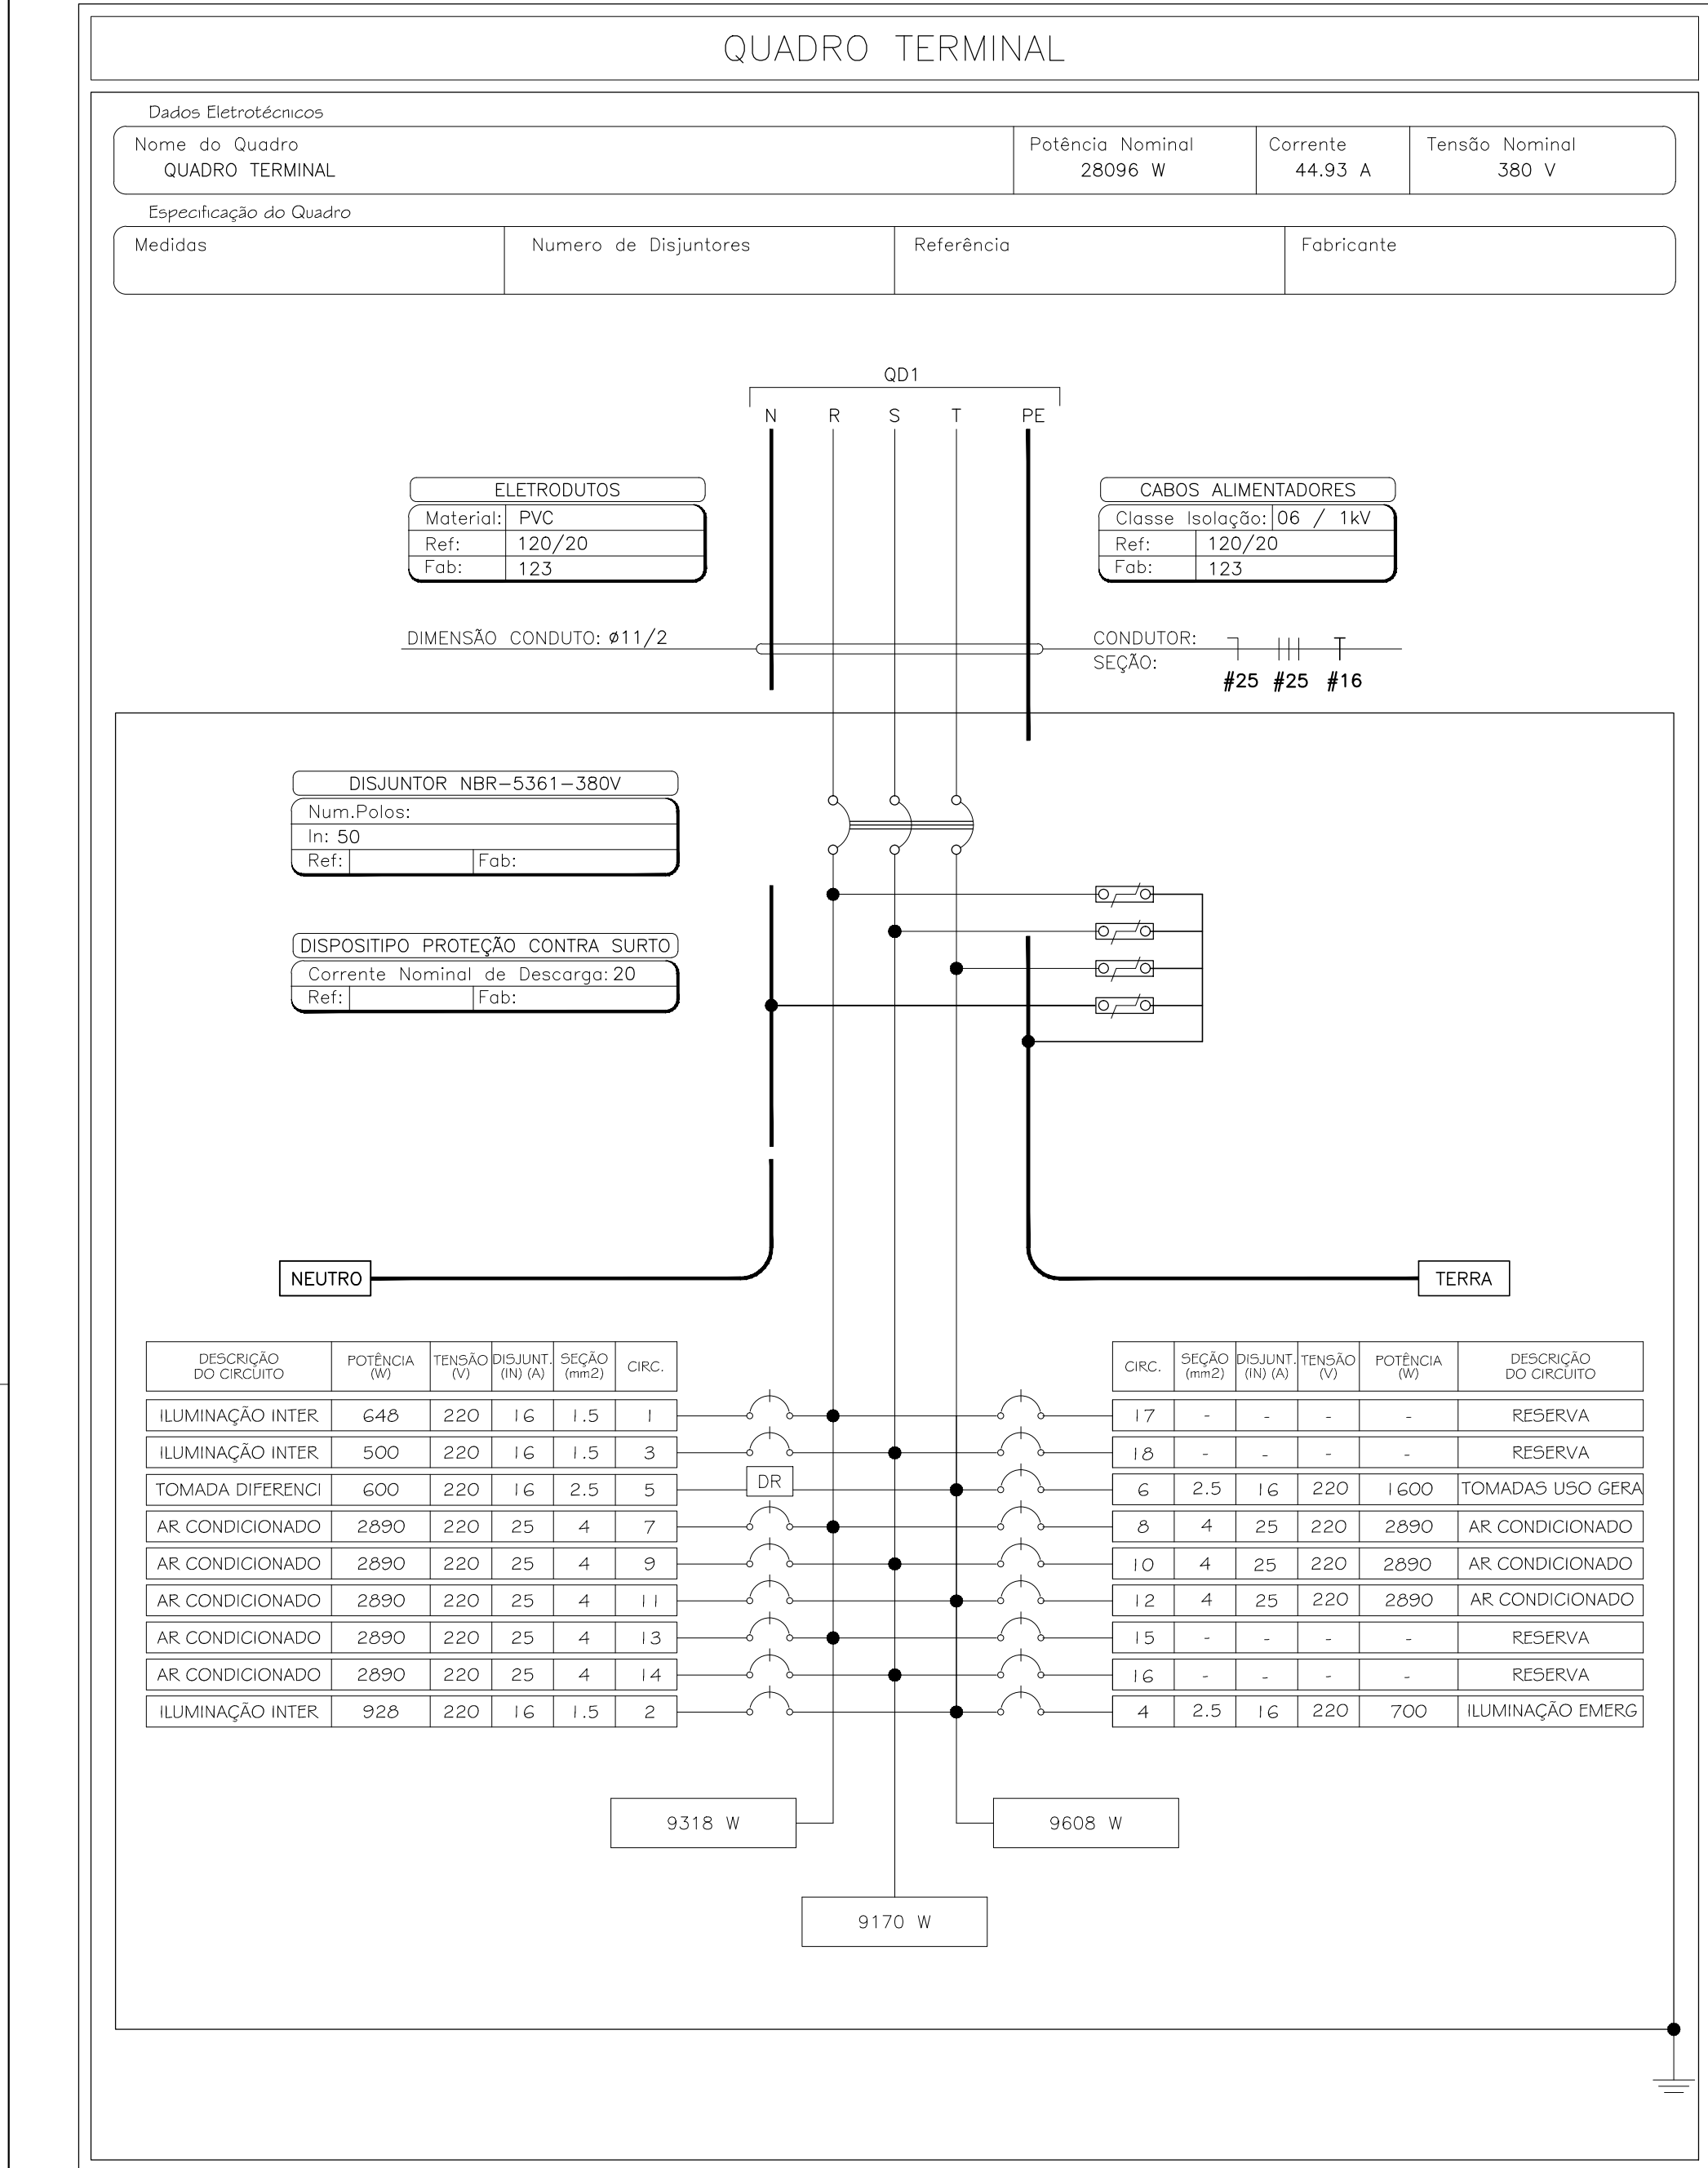 QUADRO TERMINAL
Dados Eletrotécnicos
Nome do Quadro Potência Nominal Corrente Tensão Nominal
QUADRO TERMINAL 28096 W 44.93 A 380 V
Especificação do Quadro
Medidas Numero de Disjuntores Referência Fabricante
QD1
N R S T PE
ELETRODUTOS
Material: PVC
Ref: 120/20
Fab: 123
CABOS ALIMENTADORES
Classe Isolação: 06 / 1kV
Ref: 120/20
Fab: 123
DIMENSÃO CONDUTO: ø11/2
CONDUTOR:
SEÇÃO:
#25 #25 #16
DISJUNTOR NBR-5361-380V
Num.Polos:
In: 50
Ref: Fab:
DISPOSITIPO PROTEÇÃO CONTRA SURTO
Corrente Nominal de Descarga: 20
Ref: Fab:
NEUTRO TERRA
DESCRIÇÃO DO CIRCUITO POTÊNCIA (W) TENSÃO (V) DISJUNT. (IN) (A) SEÇÃO (mm2) CIRC.
ILUMINAÇÃO INTER 648 220 16 1.5 1
ILUMINAÇÃO INTER 500 220 16 1.5 3
TOMADA DIFERENCI 600 220 16 2.5 5
DR
AR CONDICIONADO 2890 220 25 4 7
AR CONDICIONADO 2890 220 25 4 9
AR CONDICIONADO 2890 220 25 4 11
AR CONDICIONADO 2890 220 25 4 13
AR CONDICIONADO 2890 220 25 4 14
ILUMINAÇÃO INTER 928 220 16 1.5 2
CIRC. SEÇÃO (mm2) DISJUNT. (IN) (A) TENSÃO (V) POTÊNCIA (W) DESCRIÇÃO DO CIRCUITO
17 - - - - RESERVA
18 - - - - RESERVA
6 2.5 16 220 1600 TOMADAS USO GERA
8 4 25 220 2890 AR CONDICIONADO
10 4 25 220 2890 AR CONDICIONADO
12 4 25 220 2890 AR CONDICIONADO
15 - - - - RESERVA
16 - - - - RESERVA
4 2.5 16 220 700 ILUMINAÇÃO EMERG
9318 W 9608 W
9170 W